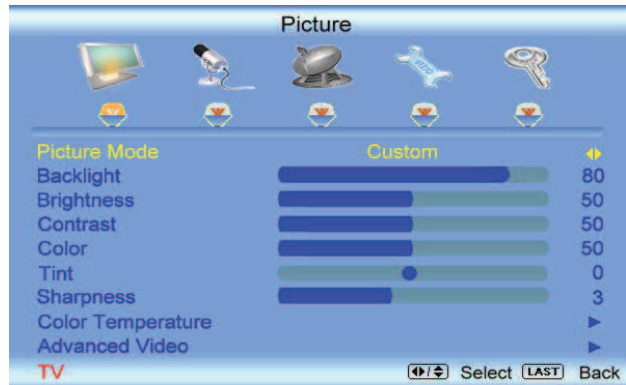 Picture
Picture Mode Custom
Backlight 80
Brightness 50
Contrast 50
Color 50
Tint 0
Sharpness 3
Color Temperature
Advanced Video
TV Select LAST Back